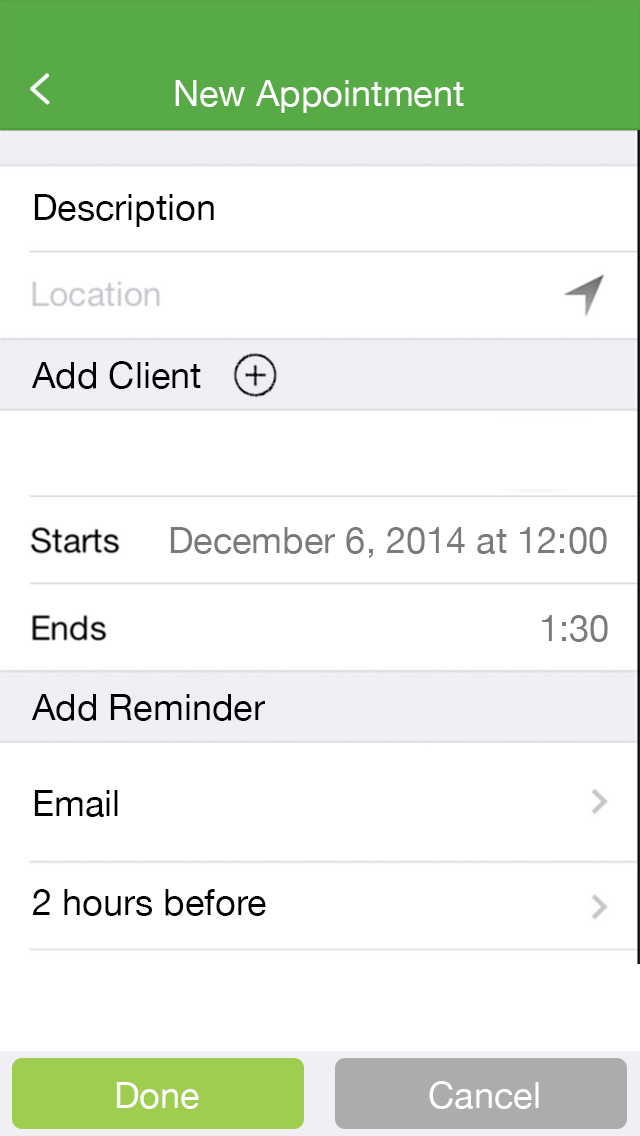 New Appointment
Description
Location
Add Client
Starts December 6, 2014 at 12:00
Ends 1:30
Add Reminder
Email
2 hours before
Done Cancel